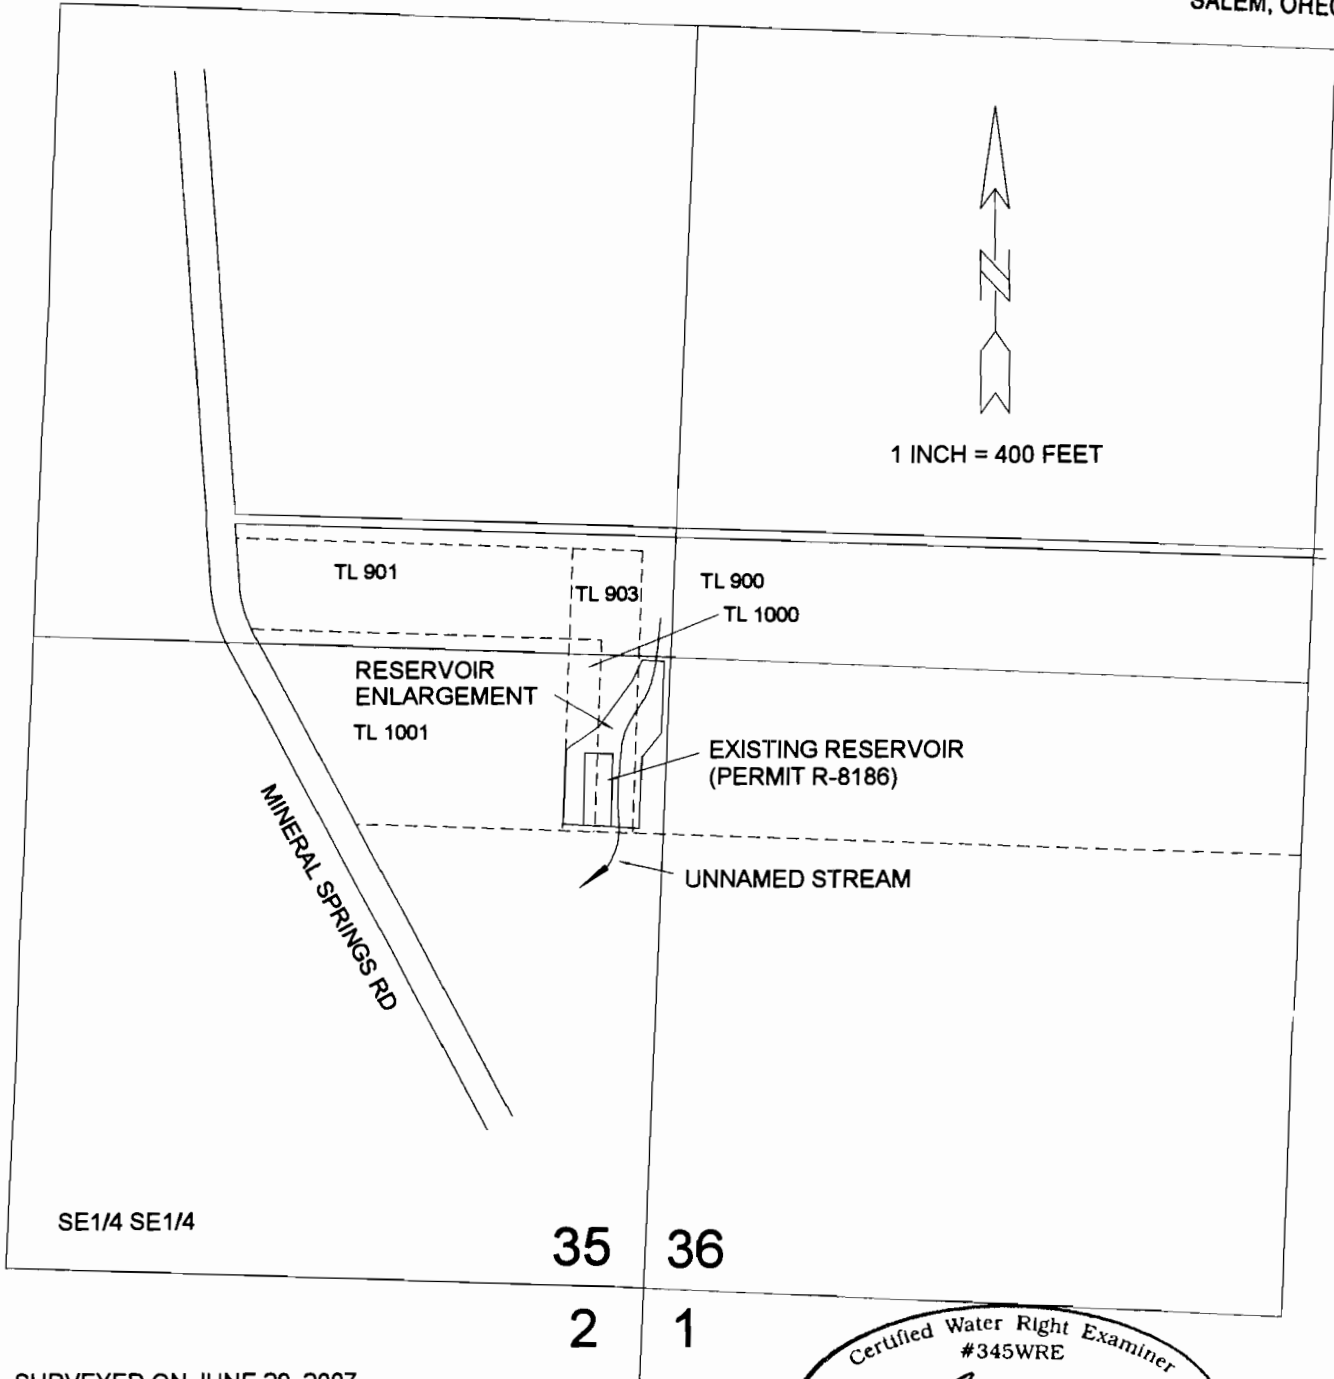 SALEM, OREG
N
1 INCH = 400 FEET
TL 901
TL 903
TL 900
TL 1000
RESERVOIR
ENLARGEMENT
TL 1001
EXISTING RESERVOIR
(PERMIT R-8186)
MINERAL SPRINGS RD
UNNAMED STREAM
SE1/4 SE1/4
35
36
2
1
Certified Water Right Examiner
#345WRE